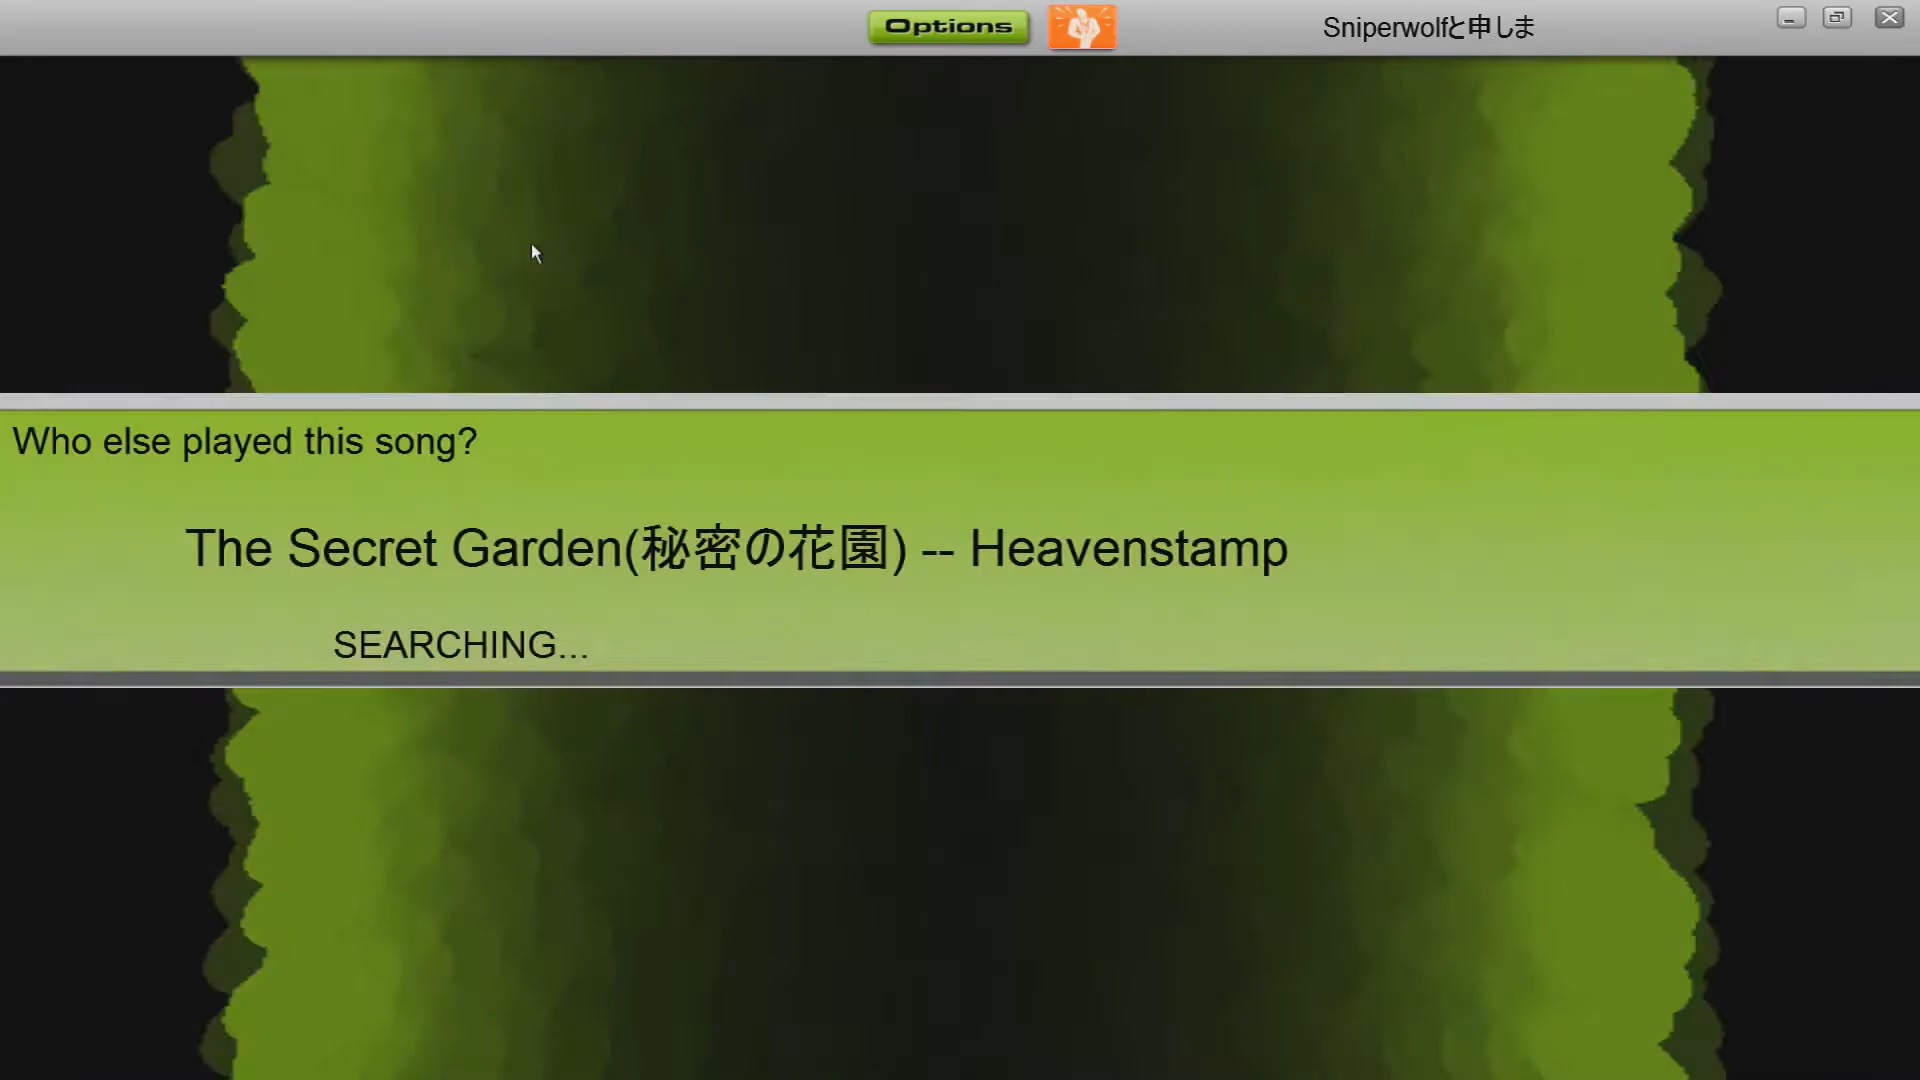 Options
Sniperwolfと申しま
Who else played this song?
The Secret Garden(秘密の花園) -- Heavenstamp
SEARCHING...